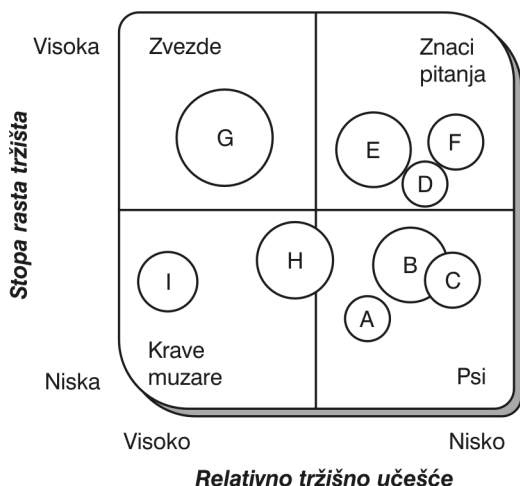 Visoka
Zvezde
Znaci
pitanja
G
E
F
D
Stopa rasta tržišta
H
B
I
C
A
Krave
muzare
Niska
Psi
Visoko
Nisko
Relativno tržišno učešće